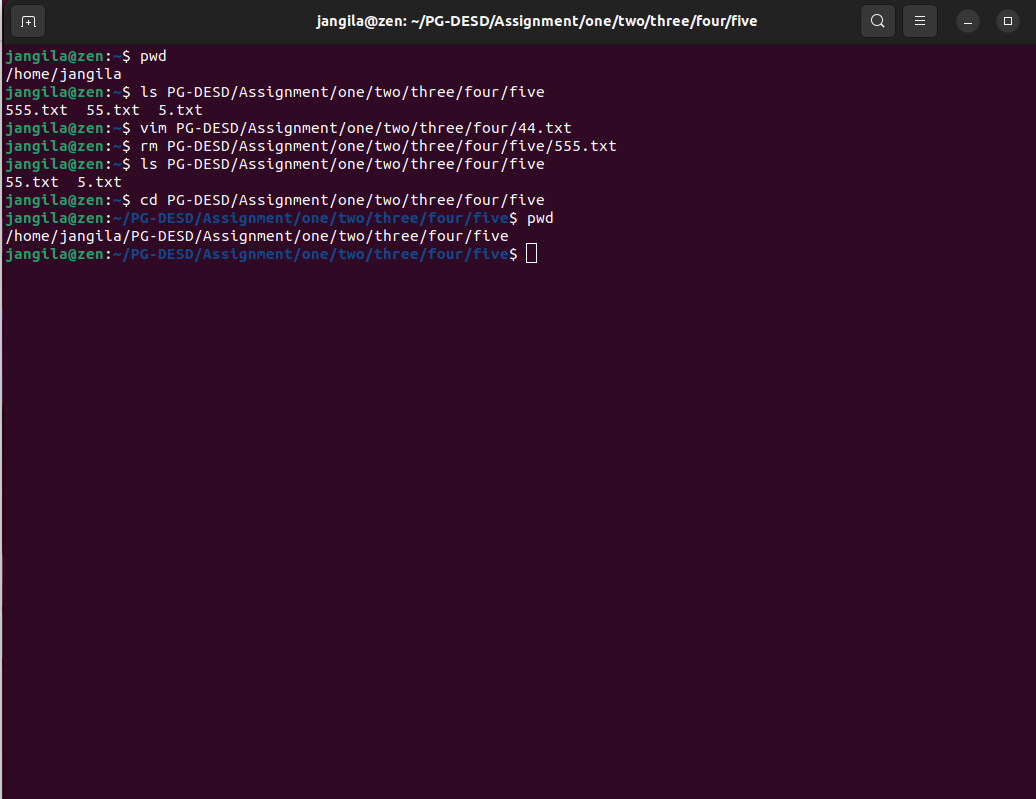 jangila@zen: ~/PG-DESD/Assignment/one/two/three/four/five
jangila@zen:~$ pwd
/home/jangila
jangila@zen:~$ ls PG-DESD/Assignment/one/two/three/four/five
555.txt  55.txt  5.txt
jangila@zen:~$ vim PG-DESD/Assignment/one/two/three/four/44.txt
jangila@zen:~$ rm PG-DESD/Assignment/one/two/three/four/five/555.txt
jangila@zen:~$ ls PG-DESD/Assignment/one/two/three/four/five
55.txt  5.txt
jangila@zen:~$ cd PG-DESD/Assignment/one/two/three/four/five
jangila@zen:~/PG-DESD/Assignment/one/two/three/four/five$ pwd
/home/jangila/PG-DESD/Assignment/one/two/three/four/five
jangila@zen:~/PG-DESD/Assignment/one/two/three/four/five$